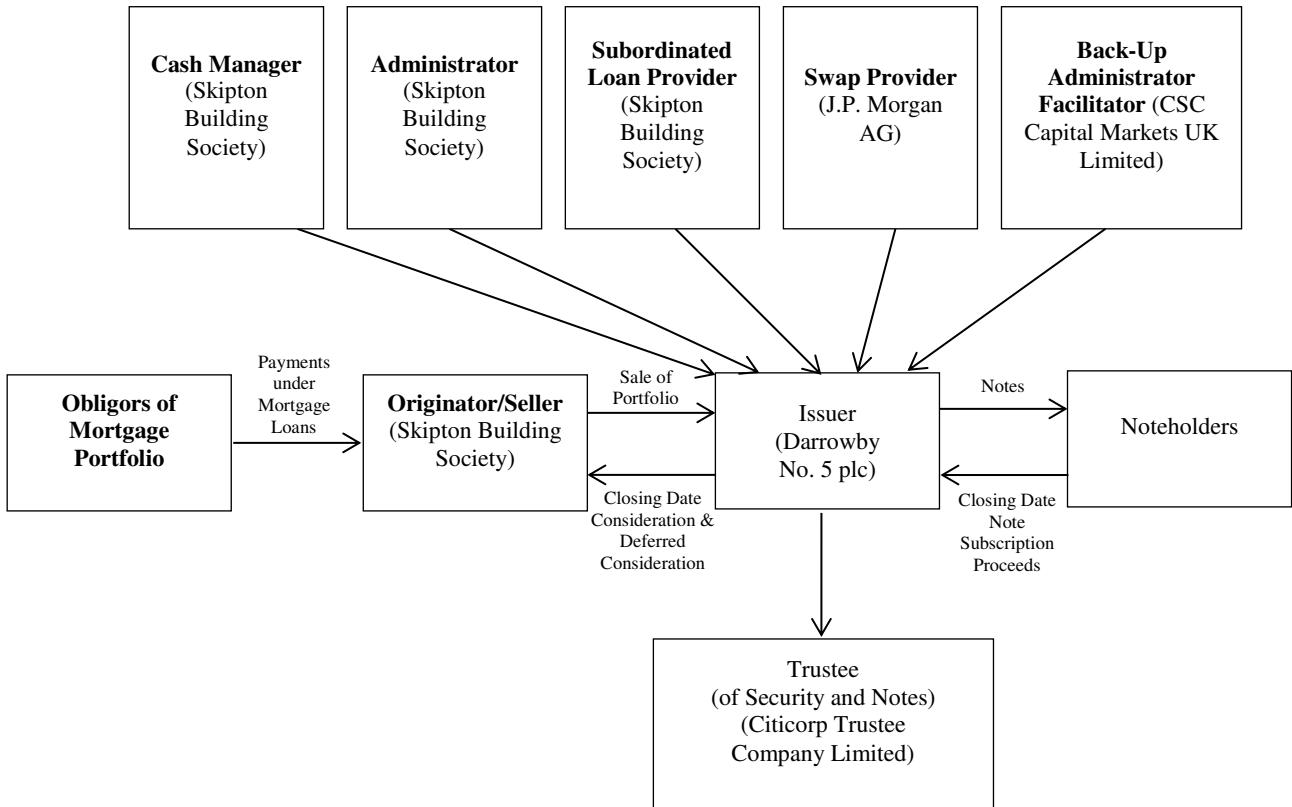 Cash Manager
(Skipton
Building
Society)
Administrator
(Skipton
Building
Society)
Subordinated
Loan Provider
(Skipton
Building
Society)
Swap Provider
(J.P. Morgan
AG)
Back-Up
Administrator
Facilitator (CSC
Capital Markets UK
Limited)
Obligors of
Mortgage
Portfolio
Payments
under
Mortgage
Loans
Originator/Seller
(Skipton Building
Society)
Sale of
Portfolio
Closing Date
Consideration &
Deferred
Consideration
Issuer
(Darrowby
No. 5 plc)
Notes
Closing Date
Note
Subscription
Proceeds
Noteholders
Trustee
(of Security and Notes)
(Citicorp Trustee
Company Limited)